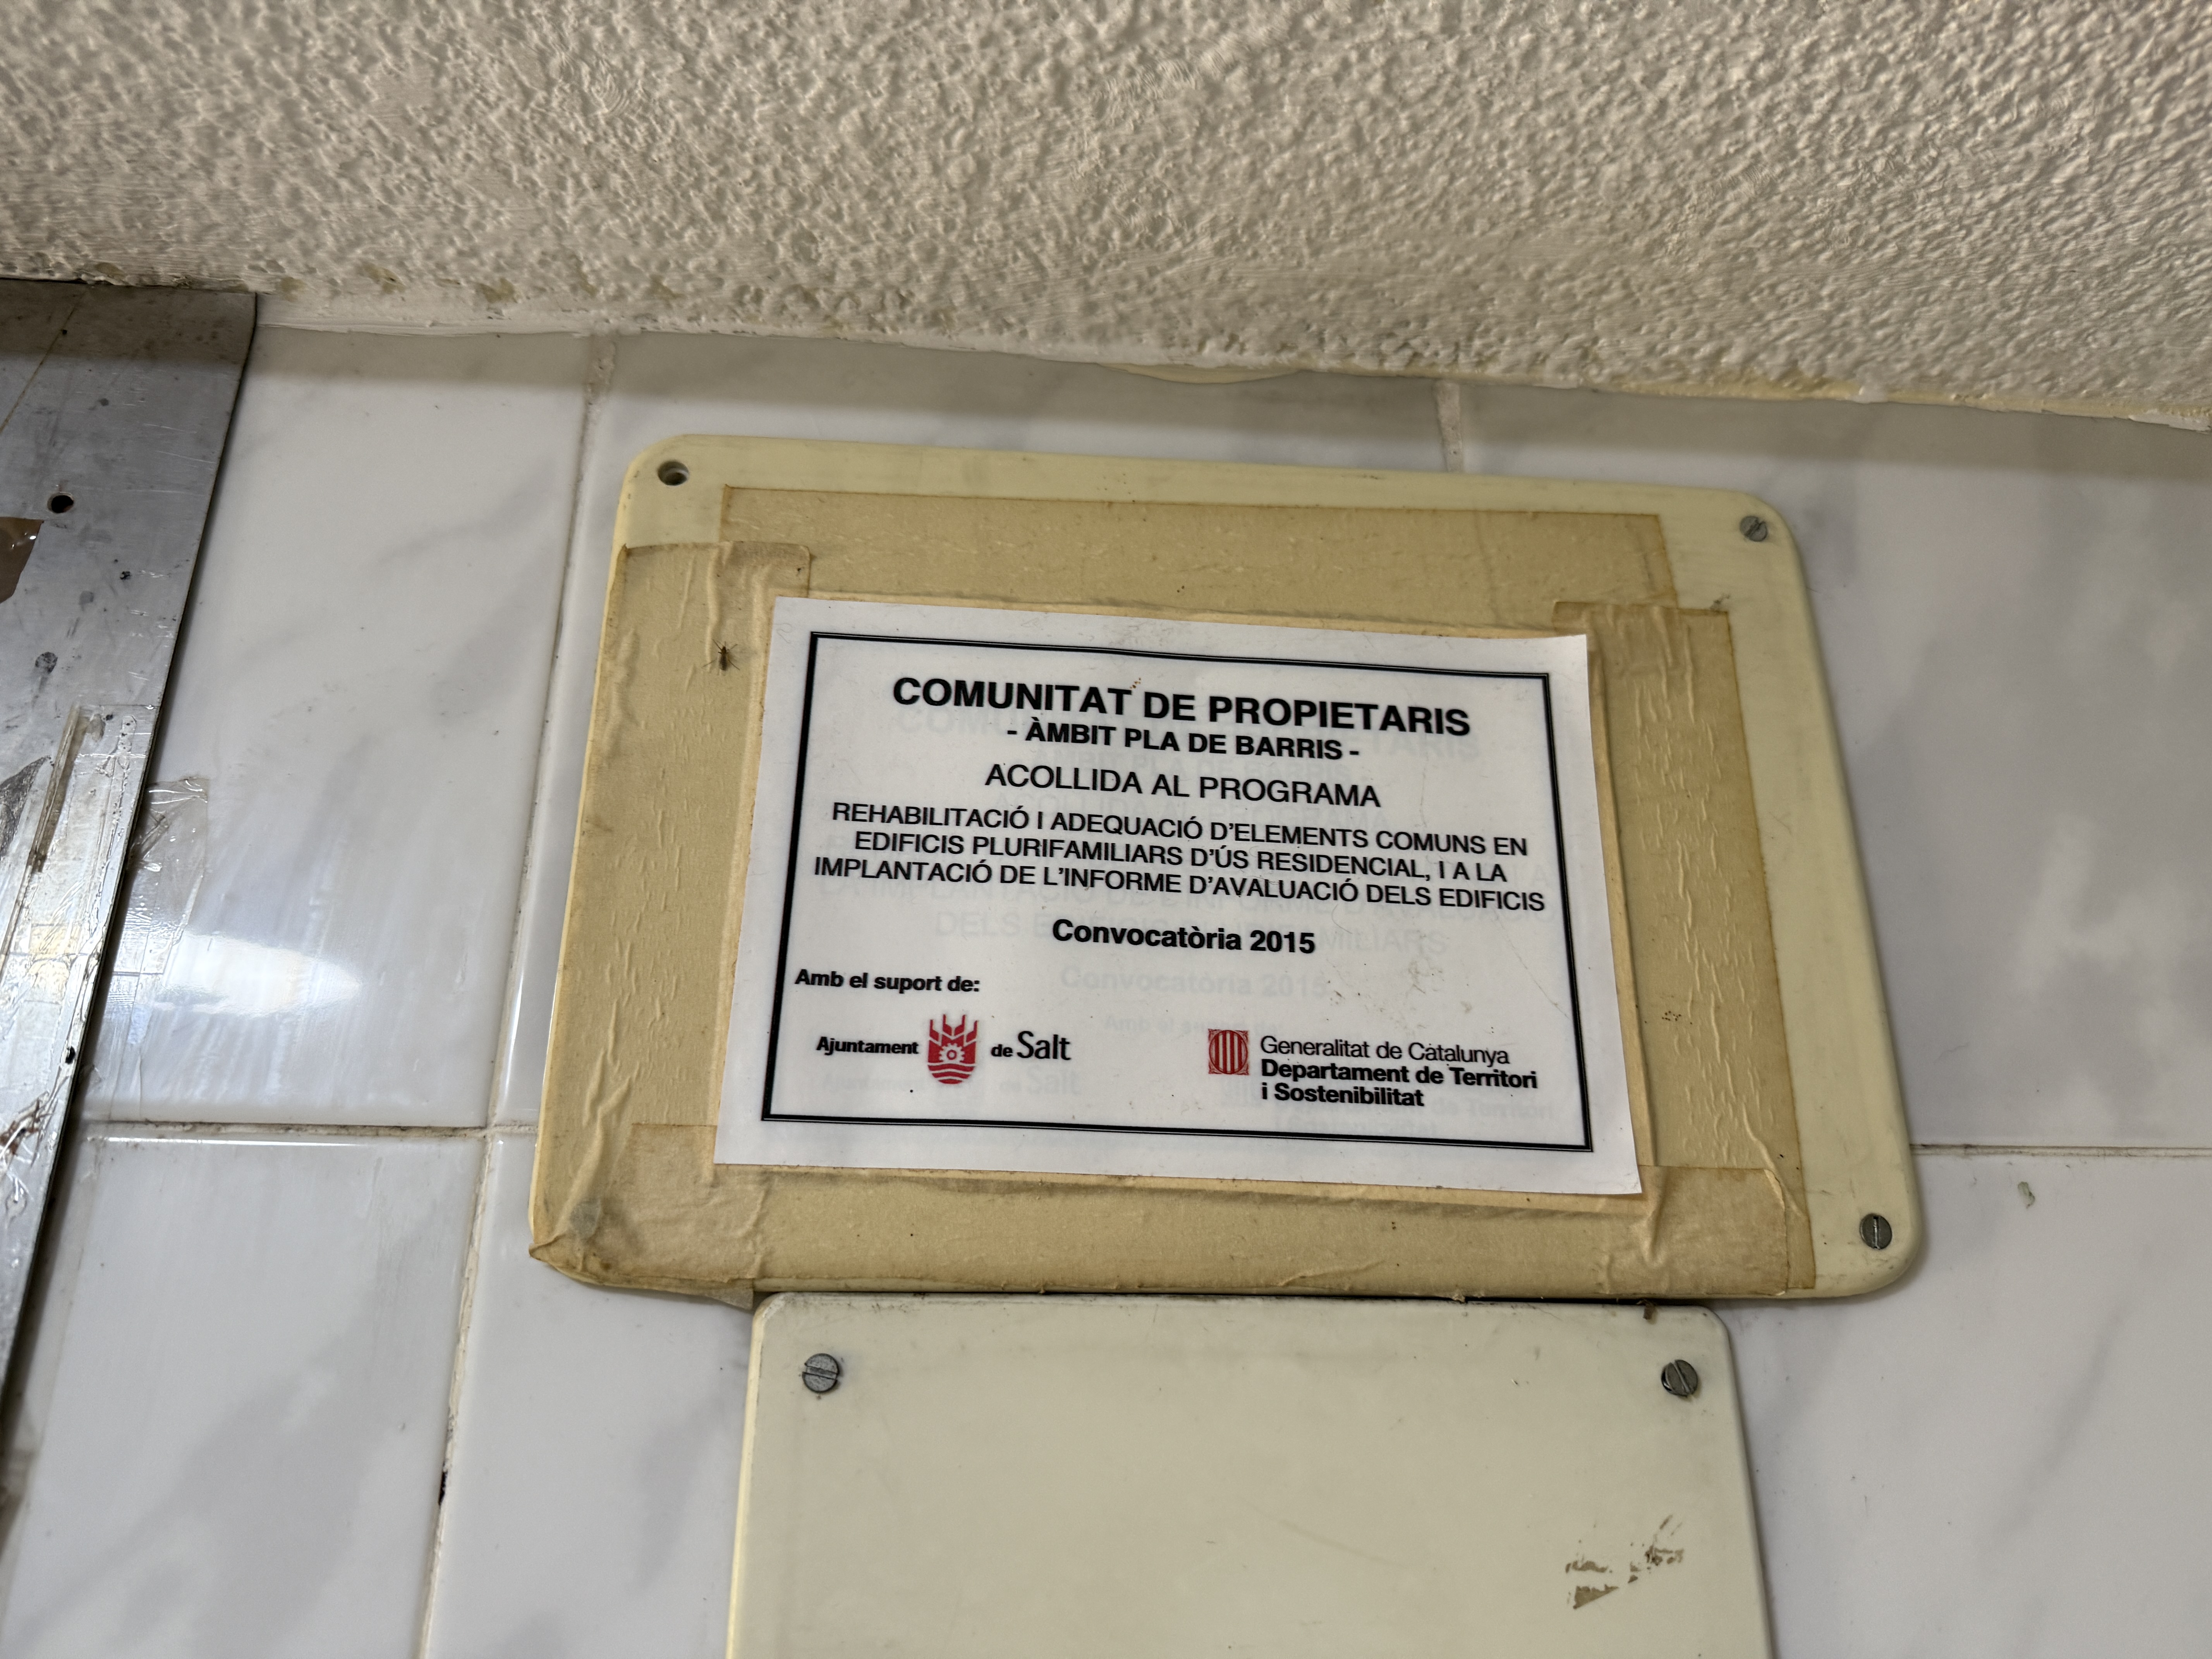 COMUNITAT DE PROPIETARIS
- ÀMBIT PLA DE BARRIS -
ACOLLIDA AL PROGRAMA
REHABILITACIÓ I ADEQUACIÓ D'ELEMENTS COMUNS EN
EDIFICIS PLURIFAMILIARS D'ÚS RESIDENCIAL, I A LA
IMPLANTACIÓ DE L'INFORME D'AVALUACIÓ DELS EDIFICIS
Convocatòria 2015
Amb el suport de:
Ajuntament de Salt
Generalitat de Catalunya
Departament de Territori
i Sostenibilitat